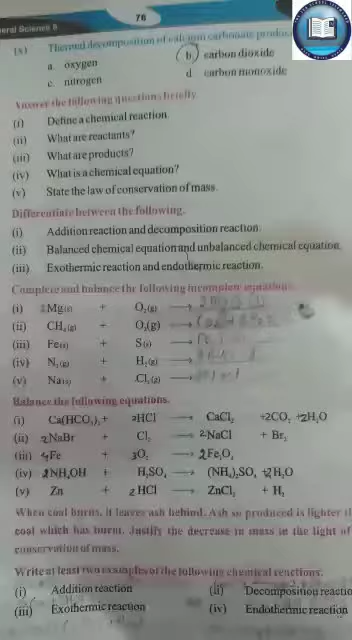 76
eral Science 8
(x) Thermal decomposition of calcium carbonate produces
a. oxygen b. carbon dioxide
c. nitrogen d carbon monoxide
Answer the following questions briefly.
(i) Define a chemical reaction.
(ii) What are reactants?
(iii) What are products?
(iv) What is a chemical equation?
(v) State the law of conservation of mass.
Differentiate between the following.
(i) Addition reaction and decomposition reaction.
(ii) Balanced chemical equation and unbalanced chemical equation.
(iii) Exothermic reaction and endothermic reaction.
Complete and balance the following incomplete equations.
(i) 2Mg(s) + O₂(g) ⟶
(ii) CH₄(g) + O₂(g) ⟶
(iii) Fe(s) + S(s) ⟶
(iv) N₂(g) + H₂(g) ⟶
(v) Na(s) + Cl₂(g) ⟶
Balance the following equations.
(i) Ca(HCO₃)₂ + 2HCl ⟶ CaCl₂ +2CO₂ +2H₂O
(ii) 2NaBr + Cl₂ ⟶ 2NaCl + Br₂
(iii) 4Fe + 3O₂ ⟶ 2Fe₂O₃
(iv) 2NH₄OH + H₂SO₄ ⟶ (NH₄)₂SO₄ +2H₂O
(v) Zn + 2HCl ⟶ ZnCl₂ + H₂
When coal burns, it leaves ash behind. Ash so produced is lighter t
coal which has burnt. Justify the decrease in mass in the light of
conservation of mass.
Write at least two examples of the following chemical reactions.
(i) Addition reaction (ii) Decomposition reactio
(iii) Exothermic reaction (iv) Endothermic reaction